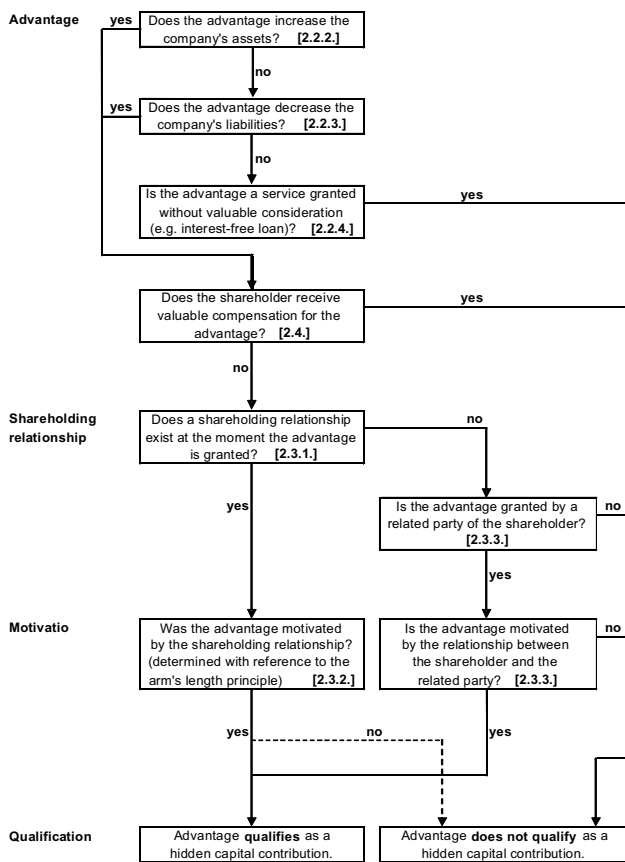 Advantage
yes
Does the advantage increase the
company's assets? [2.2.2.]
no
yes
Does the advantage decrease the
company's liabilities? [2.2.3.]
no
Is the advantage a service granted
without valuable consideration
(e.g. interest-free loan)? [2.2.4.]
yes
Does the shareholder receive
valuable compensation for the
advantage? [2.4.]
yes
no
Shareholding
relationship
Does a shareholding relationship
exist at the moment the advantage
is granted? [2.3.1.]
no
yes
Is the advantage granted by a
related party of the shareholder?
[2.3.3.]
no
yes
Motivatio
Was the advantage motivated
by the shareholding relationship?
(determined with reference to the
arm's length principle) [2.3.2.]
Is the advantage motivated
by the relationship between
the shareholder and the
related party? [2.3.3.]
no
yes
no
yes
Qualification
Advantage qualifies as a
hidden capital contribution.
Advantage does not qualify as a
hidden capital contribution.